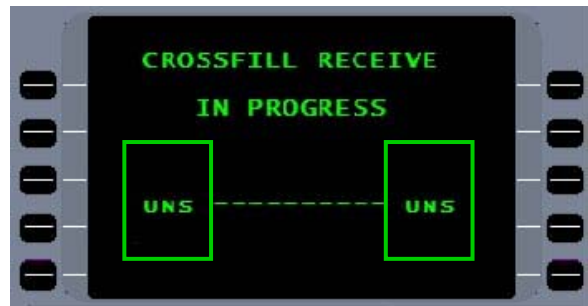 CROSSFILL RECEIVE
IN PROGRESS
UNS ---------- UNS